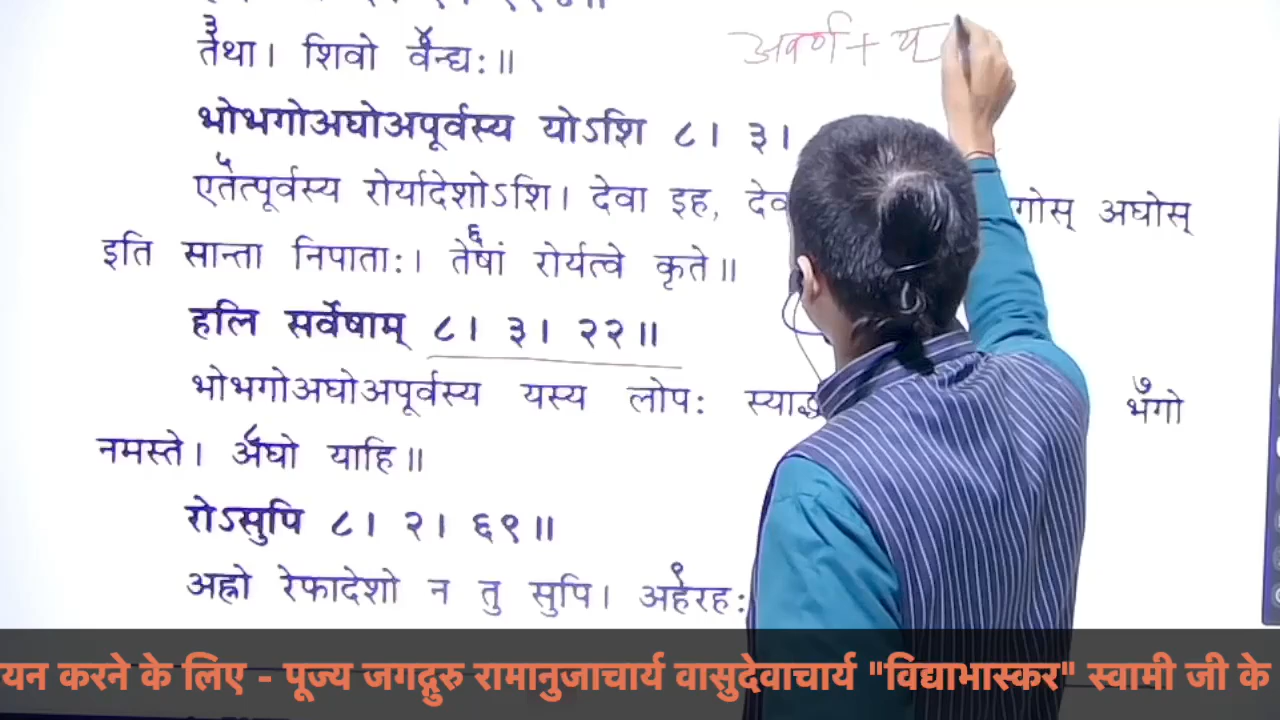 तथा। शिवो वन्द्यः॥
अवर्ण + य
भोभगोअघोअपूर्वस्य योऽशि ८। ३।
एतत्पूर्वस्य रोर्यादेशोऽशि। देवा इह, अघोस्
इति सान्ता निपाताः। तेषां रोर्यत्वे कृते॥
हलि सर्वेषाम् ८। ३। २२॥
भोभगोअघोअपूर्वस्य यस्य लोपः भगो
नमस्ते। अघो याहि॥
रोऽसुपि ८। २। ६९॥
अह्नो रेफादेशो न तु सुपि। अहरहः
यन करने के लिए - पूज्य जगद्गुरु रामानुजाचार्य वासुदेवाचार्य "विद्याभास्कर" स्वामी जी के